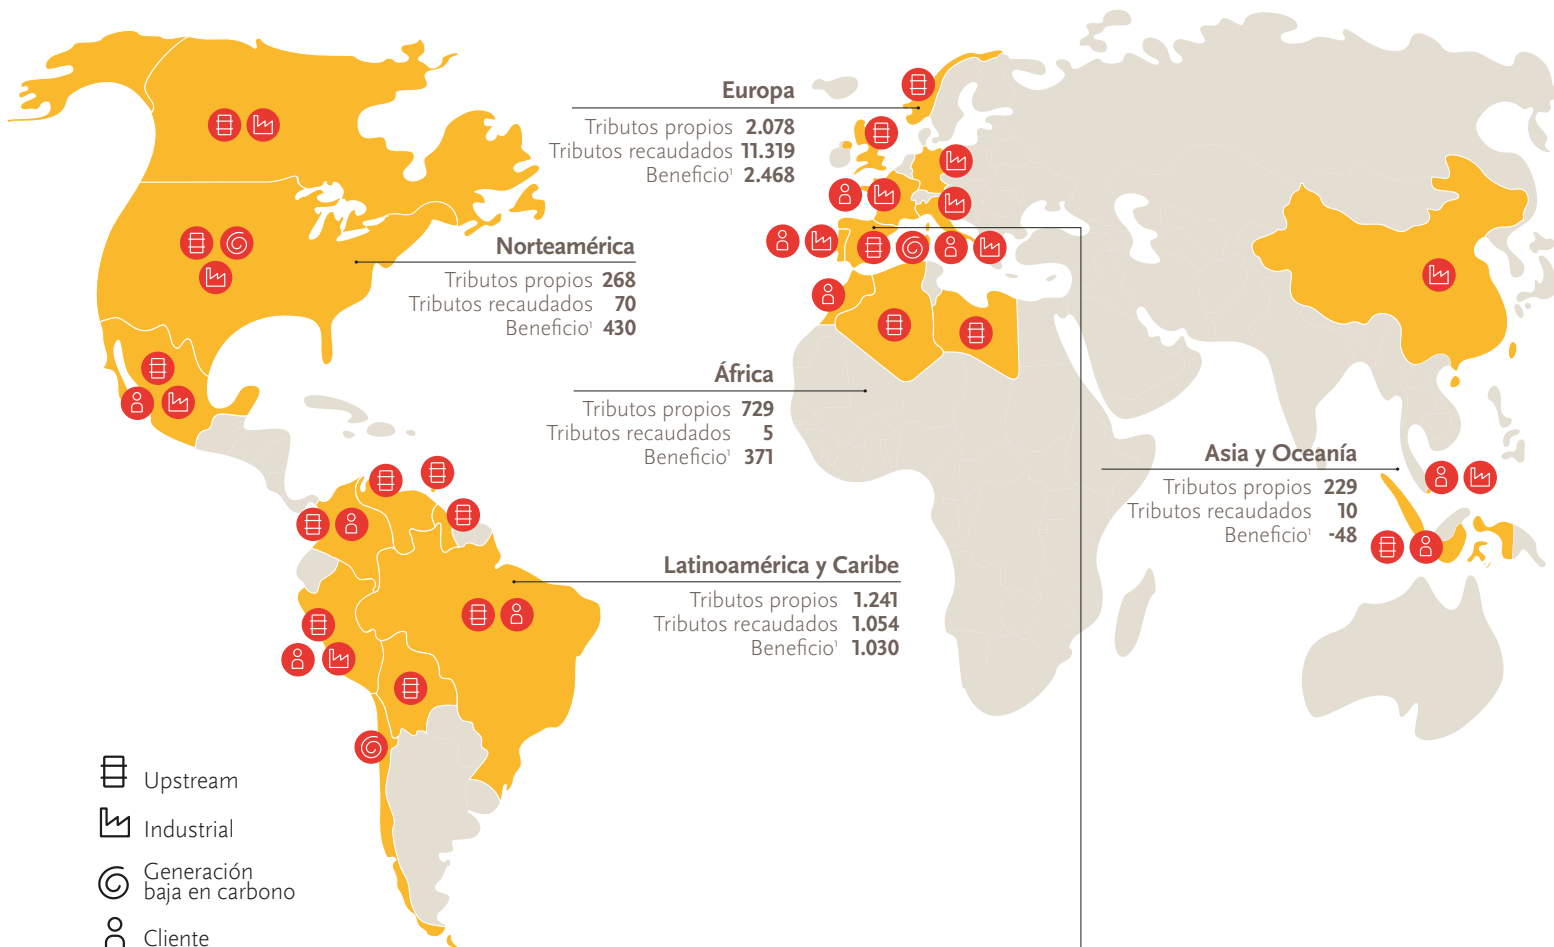 Europa
Tributos propios 2.078
Tributos recaudados 11.319
Beneficio¹ 2.468
Norteamérica
Tributos propios 268
Tributos recaudados 70
Beneficio¹ 430
África
Tributos propios 729
Tributos recaudados 5
Beneficio¹ 371
Asia y Oceanía
Tributos propios 229
Tributos recaudados 10
Beneficio¹ -48
Latinoamérica y Caribe
Tributos propios 1.241
Tributos recaudados 1.054
Beneficio¹ 1.030
Upstream
Industrial
Generación
baja en carbono
Cliente